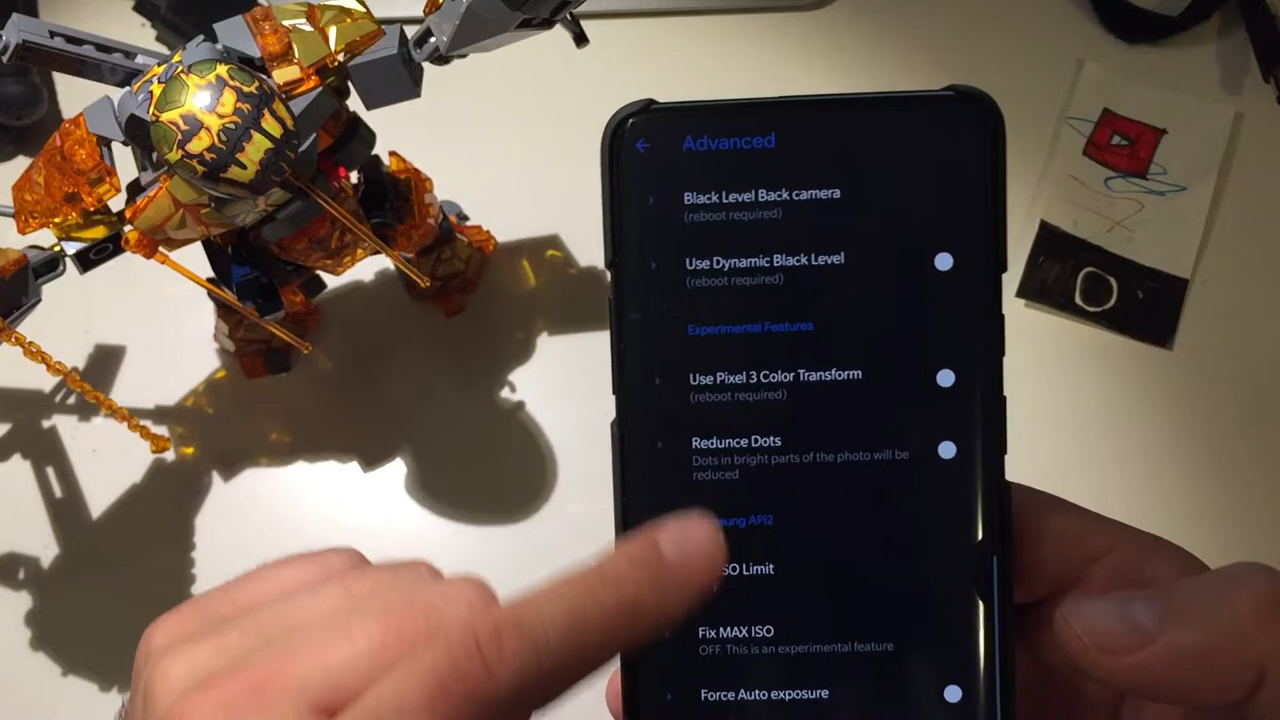 Advanced
Black Level Back camera
(reboot required)
Use Dynamic Black Level
(reboot required)
Experimental Features
Use Pixel 3 Color Transform
(reboot required)
Redunce Dots
Dots in bright parts of the photo will be
reduced
APi2
Limit
Fix MAX ISO
OFF. This is an experimental feature
Force Auto exposure